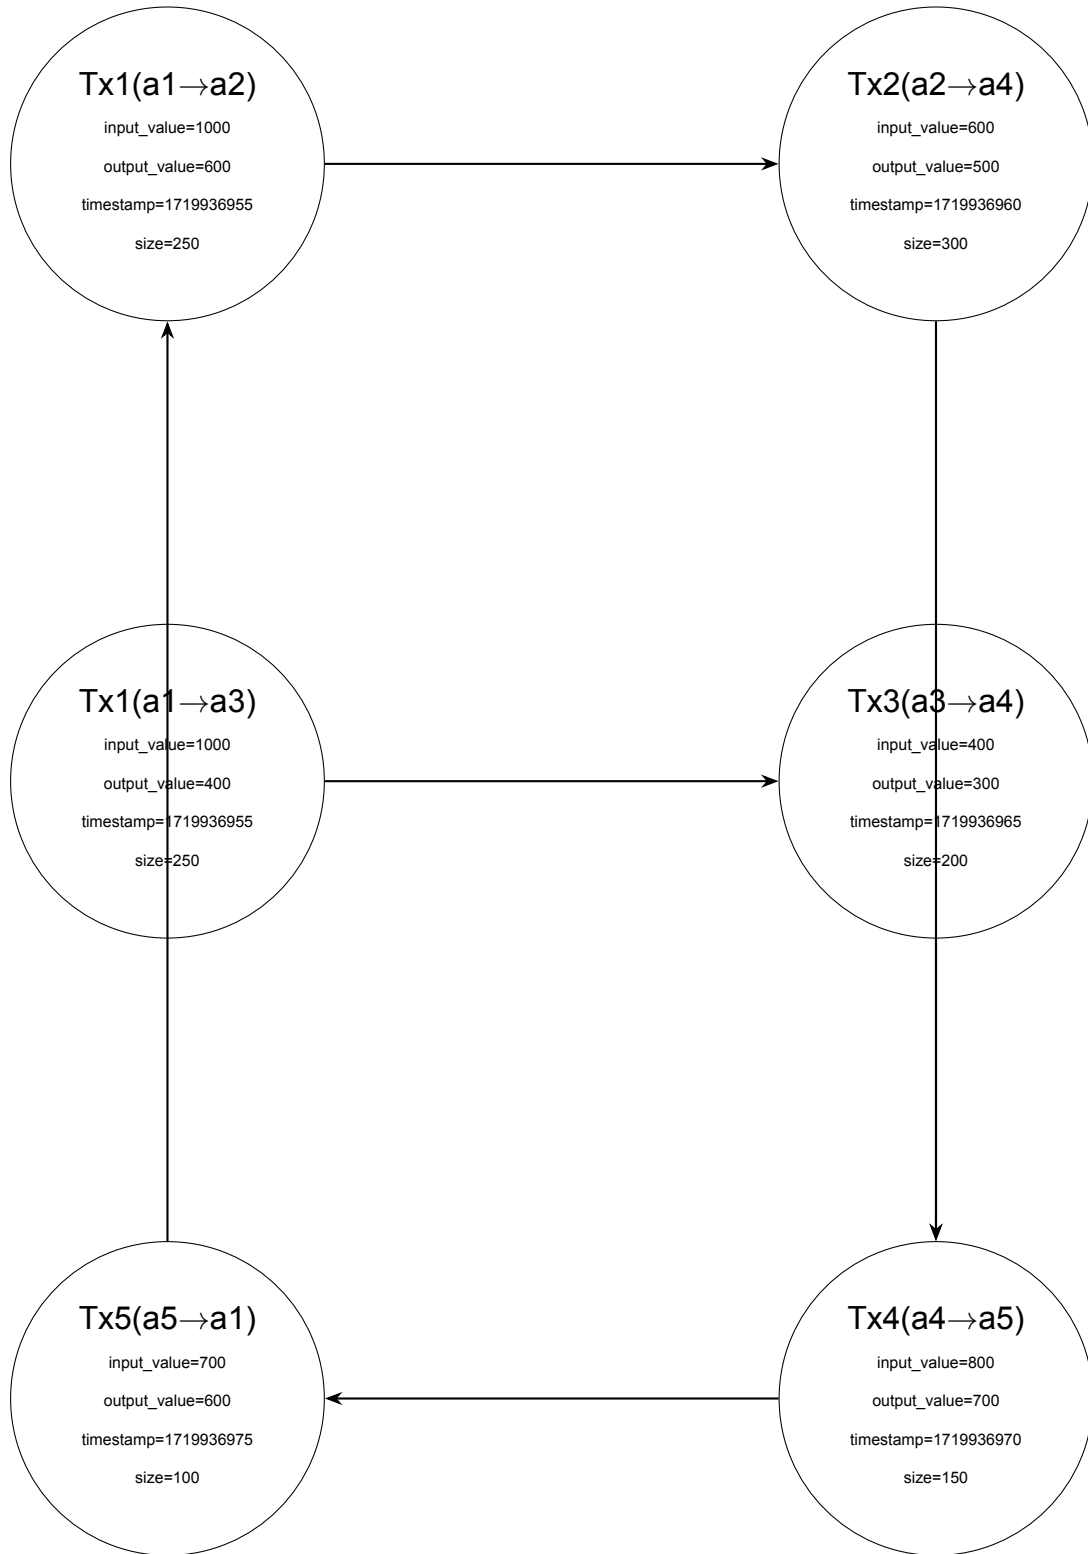 Tx1(a1→a2)
input_value=1000
output_value=600
timestamp=1719936955
size=250
Tx2(a2→a4)
input_value=600
output_value=500
timestamp=1719936960
size=300
Tx1(a1→a3)
input_value=1000
output_value=400
timestamp=1719936955
size=250
Tx3(a3→a4)
input_value=400
output_value=300
timestamp=1719936965
size=200
Tx5(a5→a1)
input_value=700
output_value=600
timestamp=1719936975
size=100
Tx4(a4→a5)
input_value=800
output_value=700
timestamp=1719936970
size=150